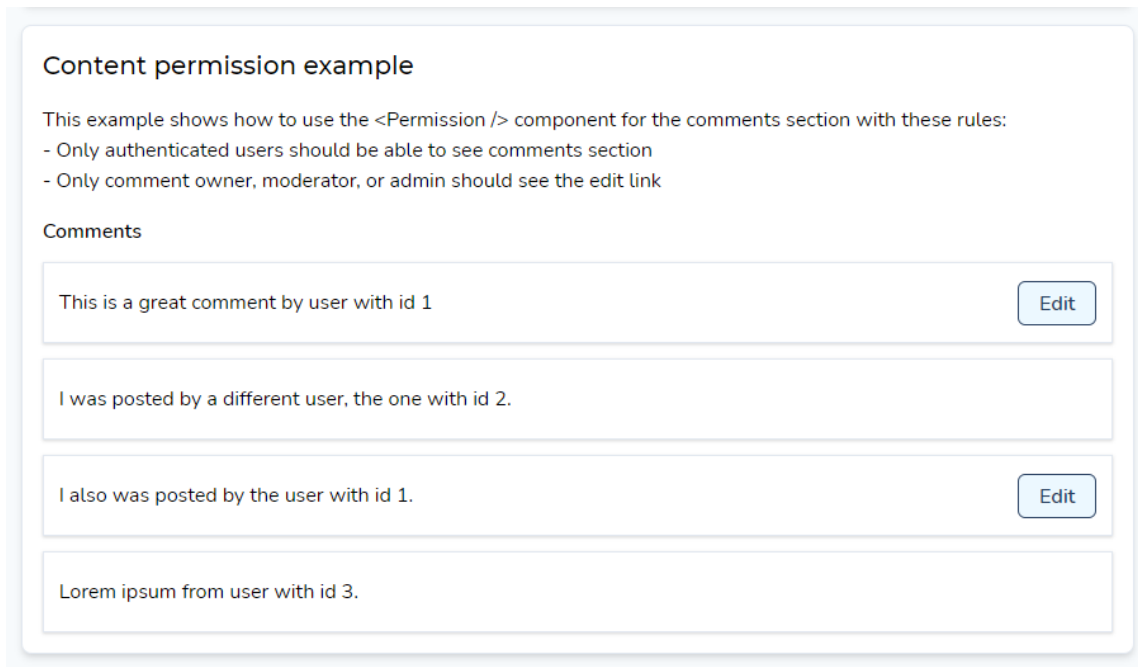 Content permission example
This example shows how to use the <Permission /> component for the comments section with these rules:
- Only authenticated users should be able to see comments section
- Only comment owner, moderator, or admin should see the edit link
Comments
This is a great comment by user with id 1
Edit
I was posted by a different user, the one with id 2.
I also was posted by the user with id 1.
Edit
Lorem ipsum from user with id 3.